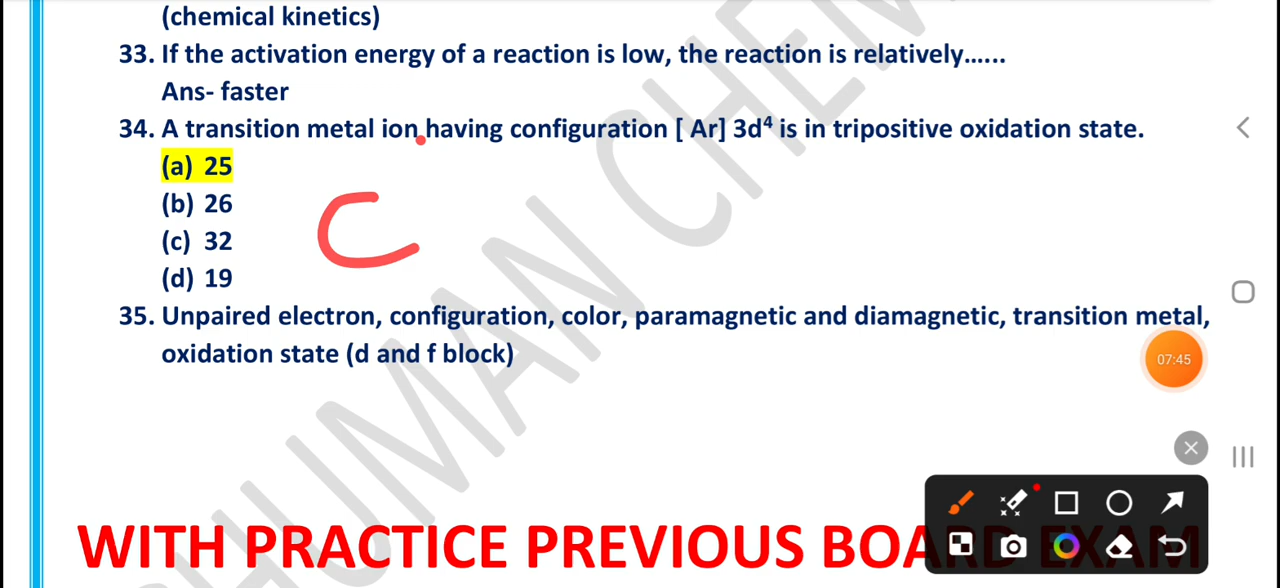 (chemical kinetics)
33. If the activation energy of a reaction is low, the reaction is relatively......
Ans- faster
34. A transition metal ion having configuration [ Ar] 3d⁴ is in tripositive oxidation state.
(a) 25
(b) 26
(c) 32
(d) 19
35. Unpaired electron, configuration, color, paramagnetic and diamagnetic, transition metal,
oxidation state (d and f block)
07:45
WITH PRACTICE PREVIOUS BOARD EXAM